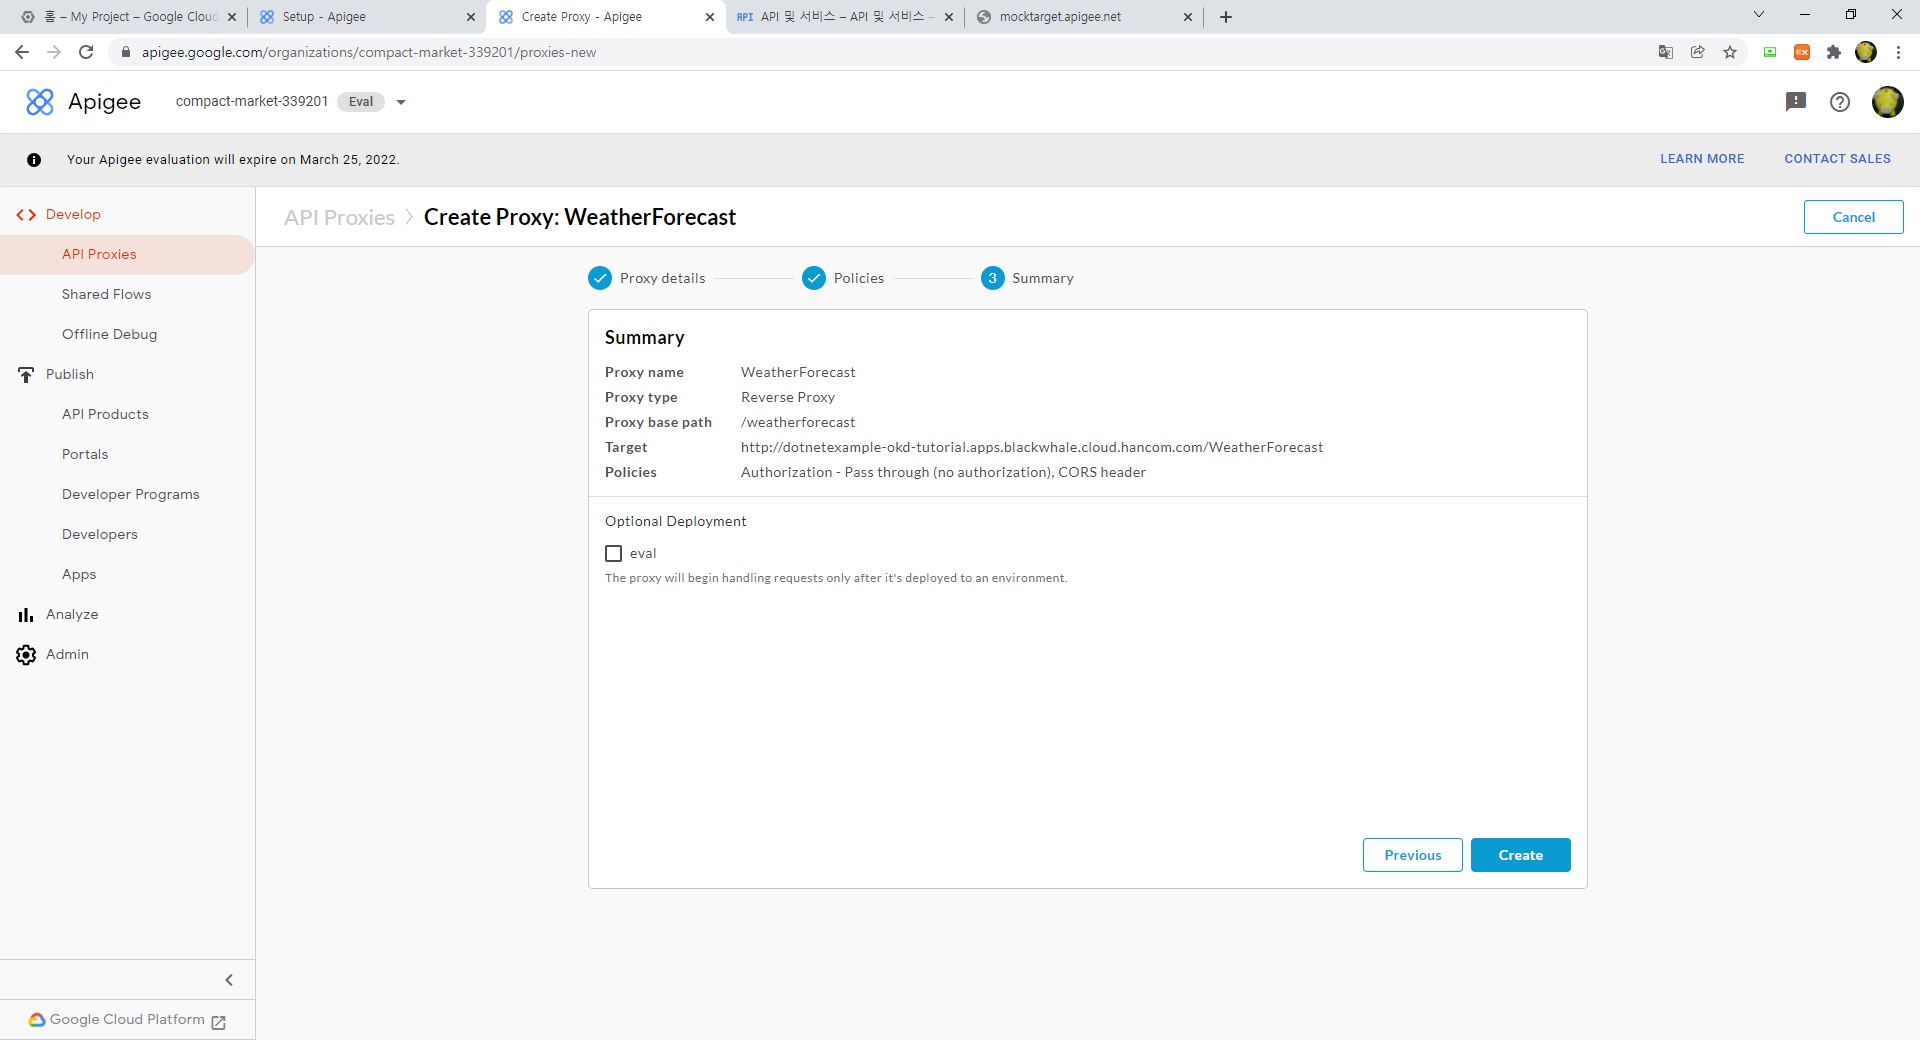 홈 – My Project – Google Cloud
Setup - Apigee
Create Proxy - Apigee
API API 및 서비스 – API 및 서비스 -
mocktarget.apigee.net
apigee.google.com/organizations/compact-market-339201/proxies-new
EX
Apigee
compact-market-339201 Eval
Your Apigee evaluation will expire on March 25, 2022.
LEARN MORE
CONTACT SALES
Develop
API Proxies
Shared Flows
Offline Debug
Publish
API Products
Portals
Developer Programs
Developers
Apps
Analyze
Admin
Google Cloud Platform
API Proxies Create Proxy: WeatherForecast
Cancel
Proxy details
Policies
3 Summary
Summary
Proxy name WeatherForecast
Proxy type Reverse Proxy
Proxy base path /weatherforecast
Target http://dotnetexample-okd-tutorial.apps.blackwhale.cloud.hancom.com/WeatherForecast
Policies Authorization - Pass through (no authorization), CORS header
Optional Deployment
eval
The proxy will begin handling requests only after it's deployed to an environment.
Previous
Create